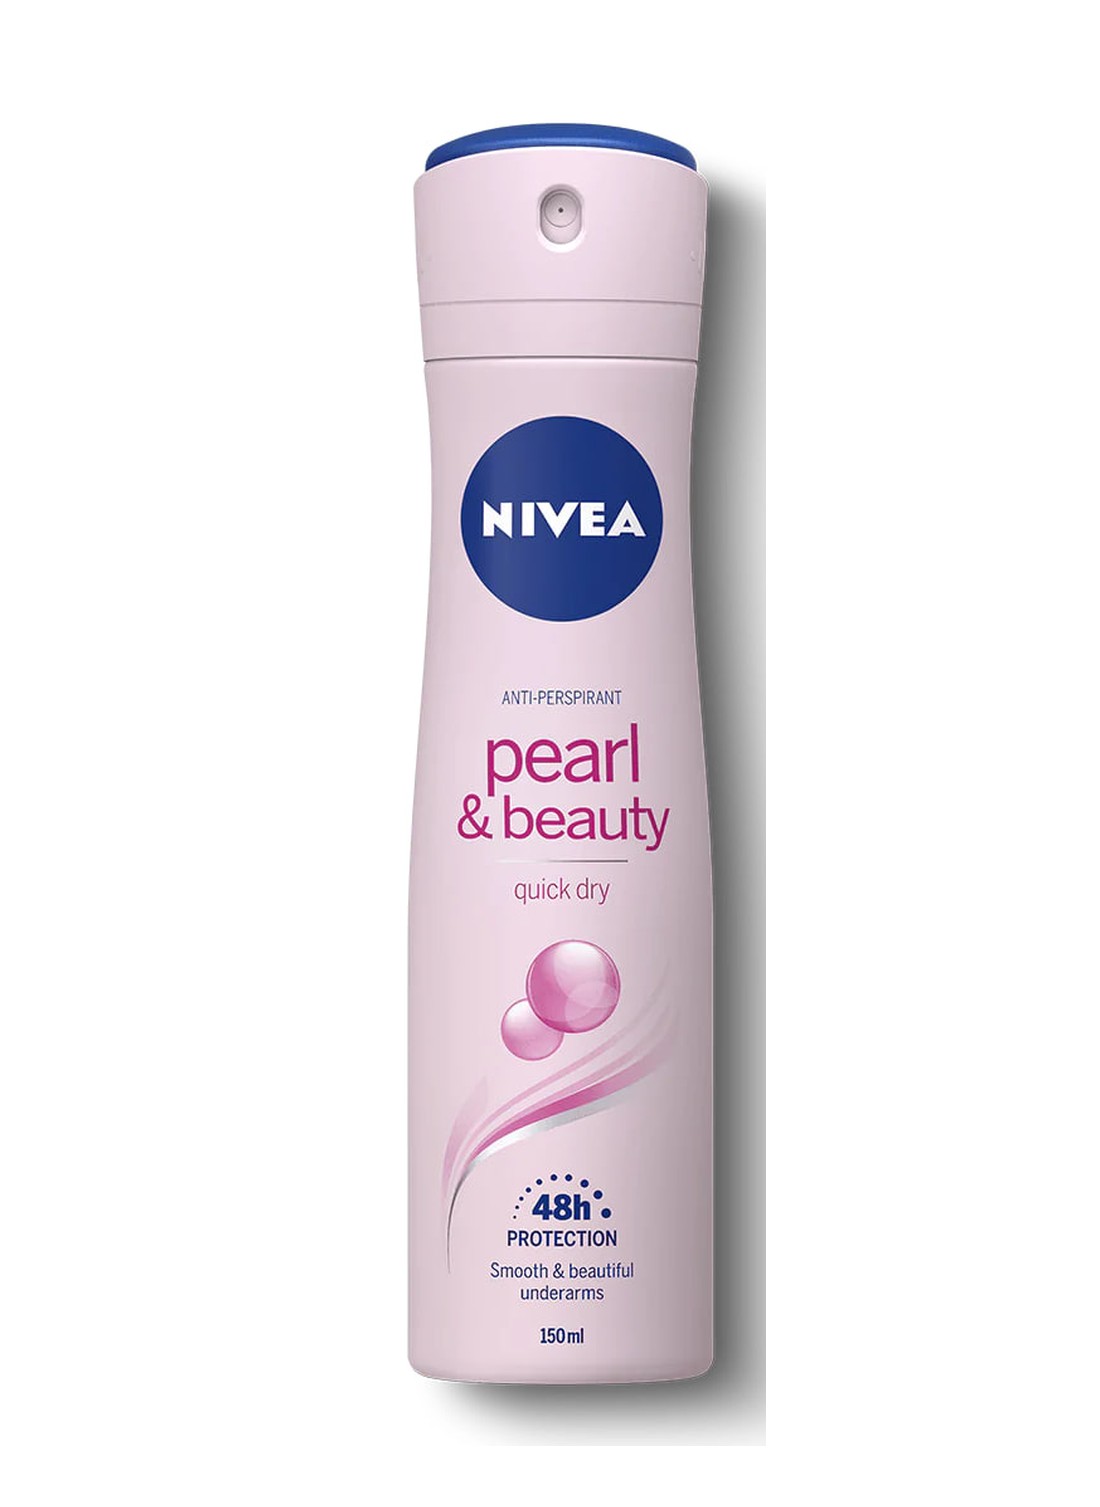 NIVEA
ANTI-PERSPIRANT
pearl
& beauty
quick dry
48h
PROTECTION
Smooth & beautiful
underarms
150ml